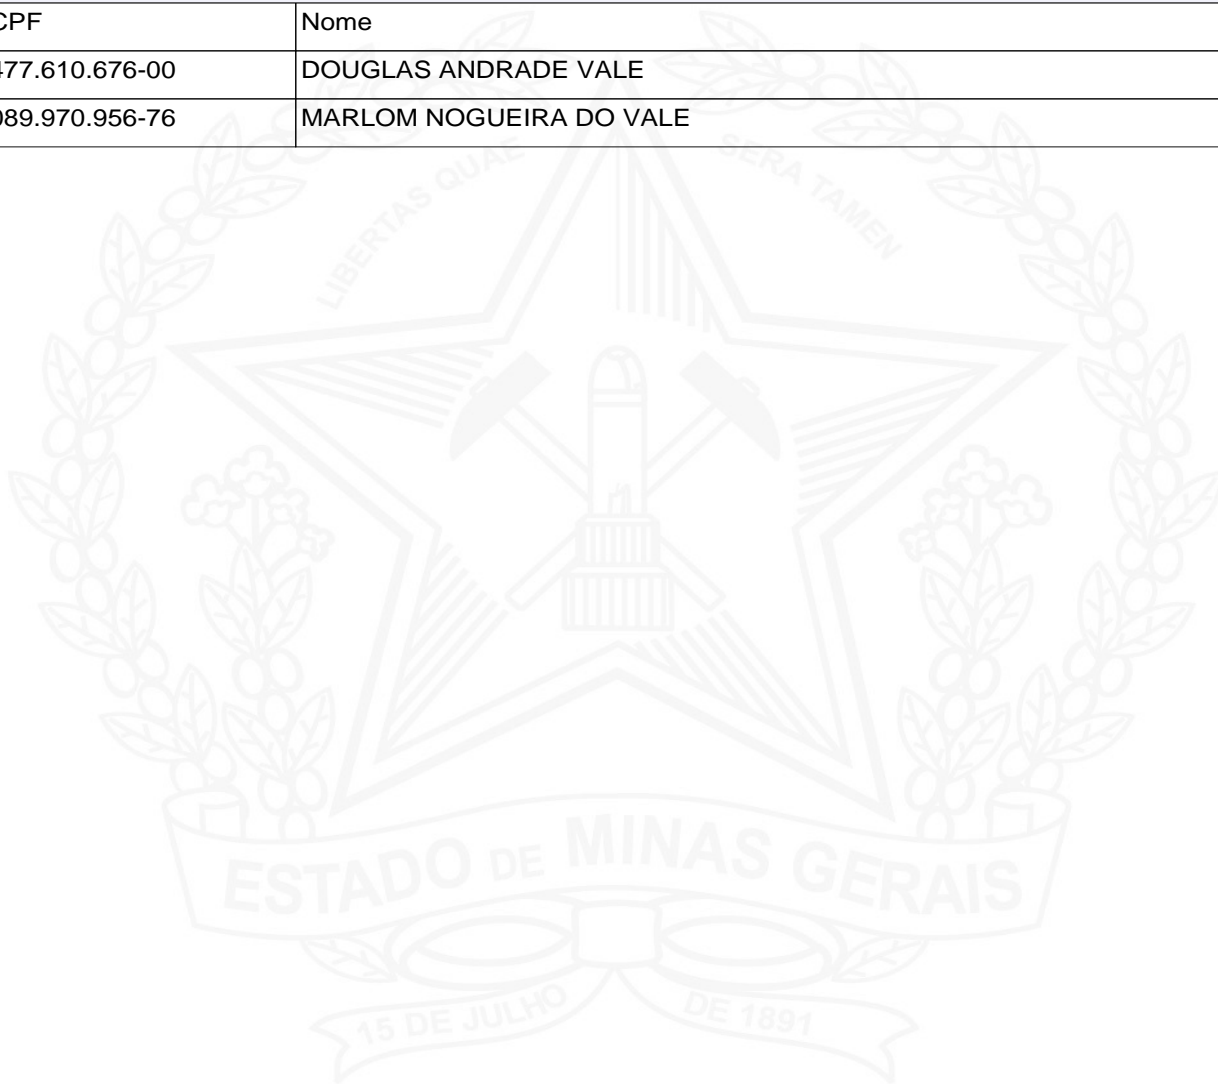 CPF Nome
477.610.676-00 DOUGLAS ANDRADE VALE
089.970.956-76 MARLOM NOGUEIRA DO VALE
LIBERTAS QUAE SERA TAMEN
ESTADO DE MINAS GERAIS
15 DE JULHO DE 1891